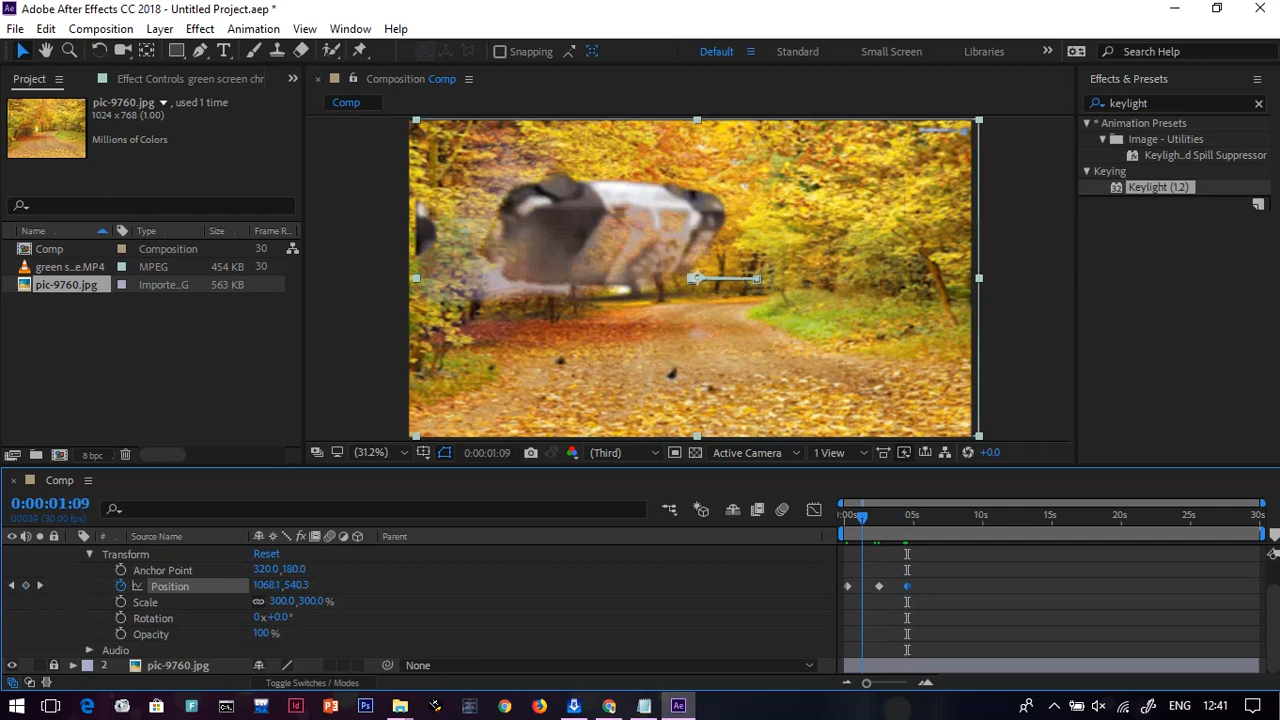 Adobe After Effects CC 2018 - Untitled Project.aep *
File Edit Composition Layer Effect Animation View Window Help
Snapping Default Standard Small Screen Libraries Search Help
Project Effect Controls green screen chr
Composition Comp
Effects & Presets
pic-9760.jpg , used 1 time
1024 x 768 (1.00)
Millions of Colors
Comp
keylight
* Animation Presets
Image - Utilities
Keyligh...d Spill Suppressor
Keying
Keylight (1.2)
Name Type Size Frame R...
Comp Composition 30
green s...e.MP4 MPEG 454 KB 30
pic-9760.jpg Importe...G 563 KB
8 bpc
(31.2%) 0:00:01:09 (Third) Active Camera 1 View +0.0
Comp
0:00:01:09
00039 (30.00 fps)
:00s 05s 10s 15s 20s 25s 30s
# Source Name Parent
Transform Reset
Anchor Point 320.0,180.0
Position 1068.1,540.3
Scale 300.0,300.0 %
Rotation 0x+0.0°
Opacity 100 %
Audio
2 pic-9760.jpg None
Toggle Switches / Modes
ENG 12:41